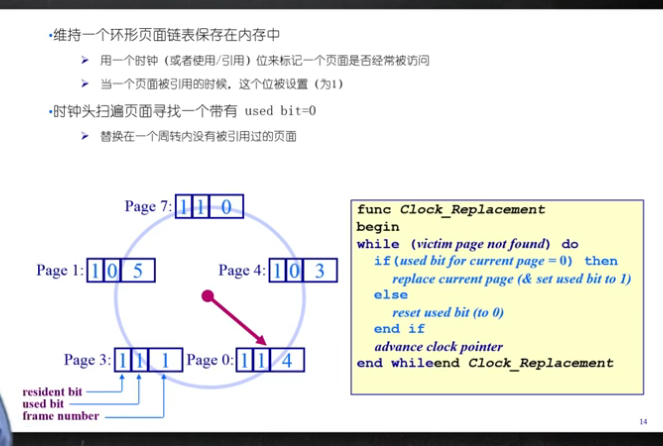 •维持一个环形页面链表保存在内存中
➢ 用一个时钟（或者使用/引用）位来标记一个页面是否经常被访问
➢ 当一个页面被引用的时候，这个位被设置（为1）
•时钟头扫遍页面寻找一个带有 used bit=0
➢ 替换在一个周转内没有被引用过的页面
Page 7: 1 1 0
Page 1: 1 0 5
Page 4: 1 0 3
Page 3: 1 1 1
Page 0: 1 1 4
resident bit
used bit
frame number
func Clock_Replacement
begin
while (victim page not found) do
if(used bit for current page = 0) then
replace current page (& set used bit to 1)
else
reset used bit (to 0)
end if
advance clock pointer
end whileend Clock_Replacement
14